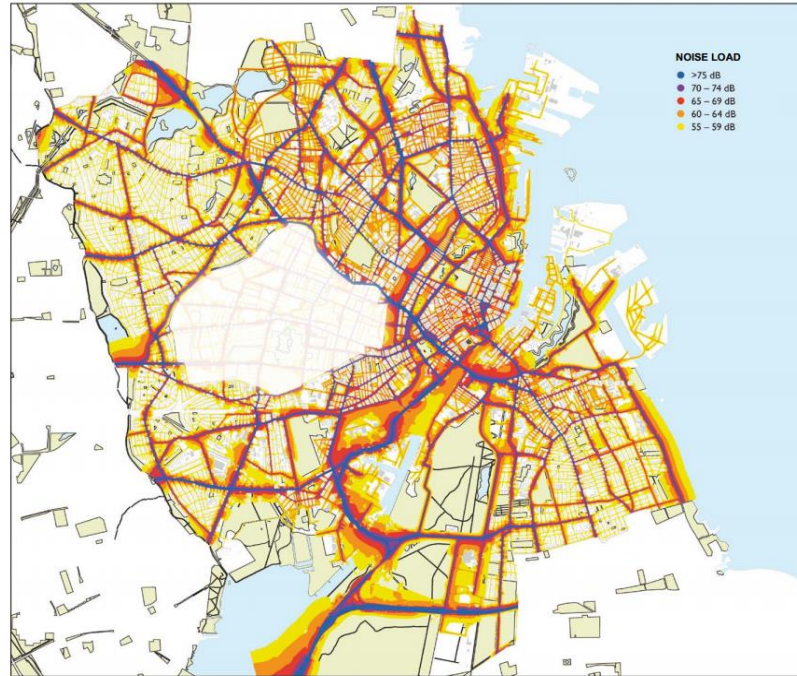 NOISE LOAD
>75 dB
70 – 74 dB
65 – 69 dB
60 – 64 dB
55 – 59 dB